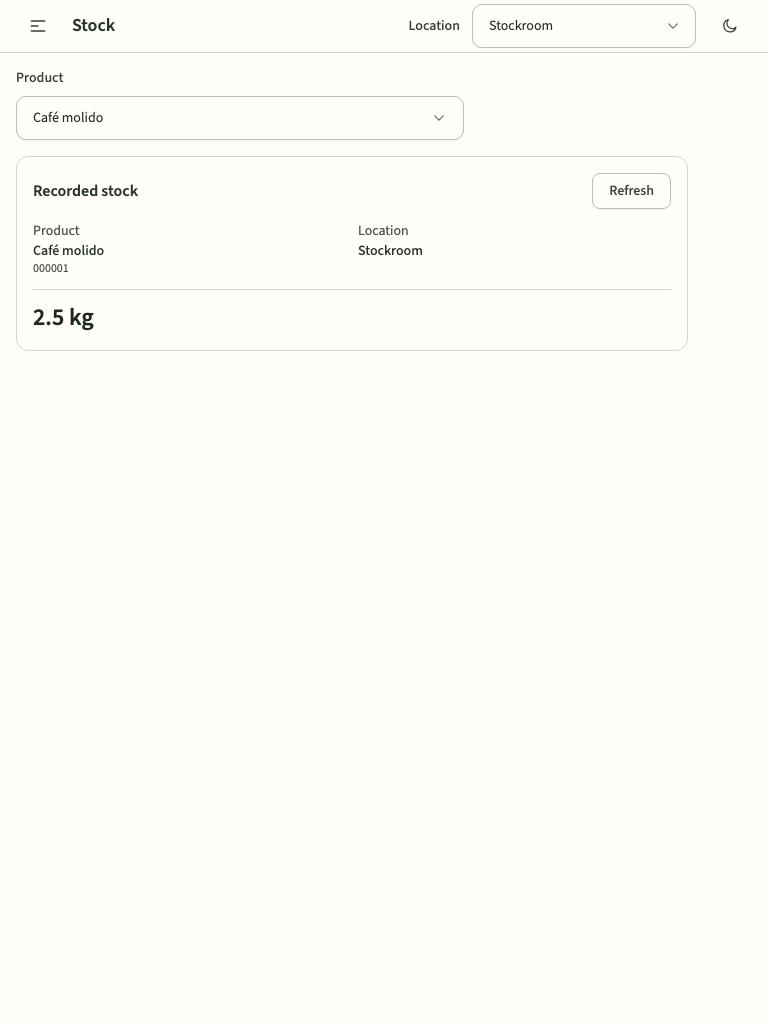 Stock
Location
Stockroom
Product
Café molido
Recorded stock
Refresh
Product
Location
Café molido
Stockroom
000001
2.5 kg